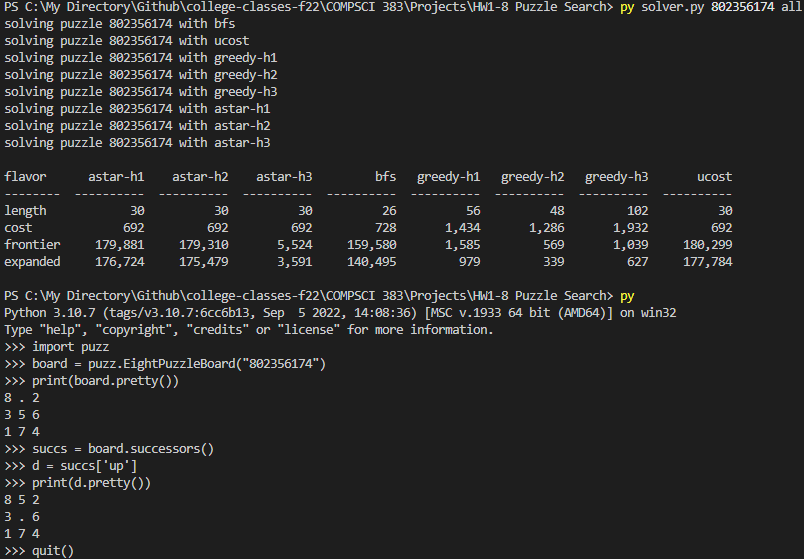 PS C:\My Directory\Github\college-classes-f22\COMPSCI 383\Projects\HW1-8 Puzzle Search> py solver.py 802356174 all
solving puzzle 802356174 with bfs
solving puzzle 802356174 with ucost
solving puzzle 802356174 with greedy-h1
solving puzzle 802356174 with greedy-h2
solving puzzle 802356174 with greedy-h3
solving puzzle 802356174 with astar-h1
solving puzzle 802356174 with astar-h2
solving puzzle 802356174 with astar-h3
flavor    astar-h1    astar-h2    astar-h3         bfs   greedy-h1   greedy-h2   greedy-h3       ucost
--------  ----------  ----------  ----------  ----------  ----------  ----------  ----------  ----------
length          30          30          30          26          56          48         102          30
cost           692         692         692         728       1,434       1,286       1,932         692
frontier   179,881     179,310       5,524     159,580       1,585         569       1,039     180,299
expanded   176,724     175,479       3,591     140,495         979         339         627     177,784
PS C:\My Directory\Github\college-classes-f22\COMPSCI 383\Projects\HW1-8 Puzzle Search> py
Python 3.10.7 (tags/v3.10.7:6cc6b13, Sep  5 2022, 14:08:36) [MSC v.1933 64 bit (AMD64)] on win32
Type "help", "copyright", "credits" or "license" for more information.
>>> import puzz
>>> board = puzz.EightPuzzleBoard("802356174")
>>> print(board.pretty())
8 . 2
3 5 6
1 7 4
>>> succs = board.successors()
>>> d = succs['up']
>>> print(d.pretty())
8 5 2
3 . 6
1 7 4
>>> quit()